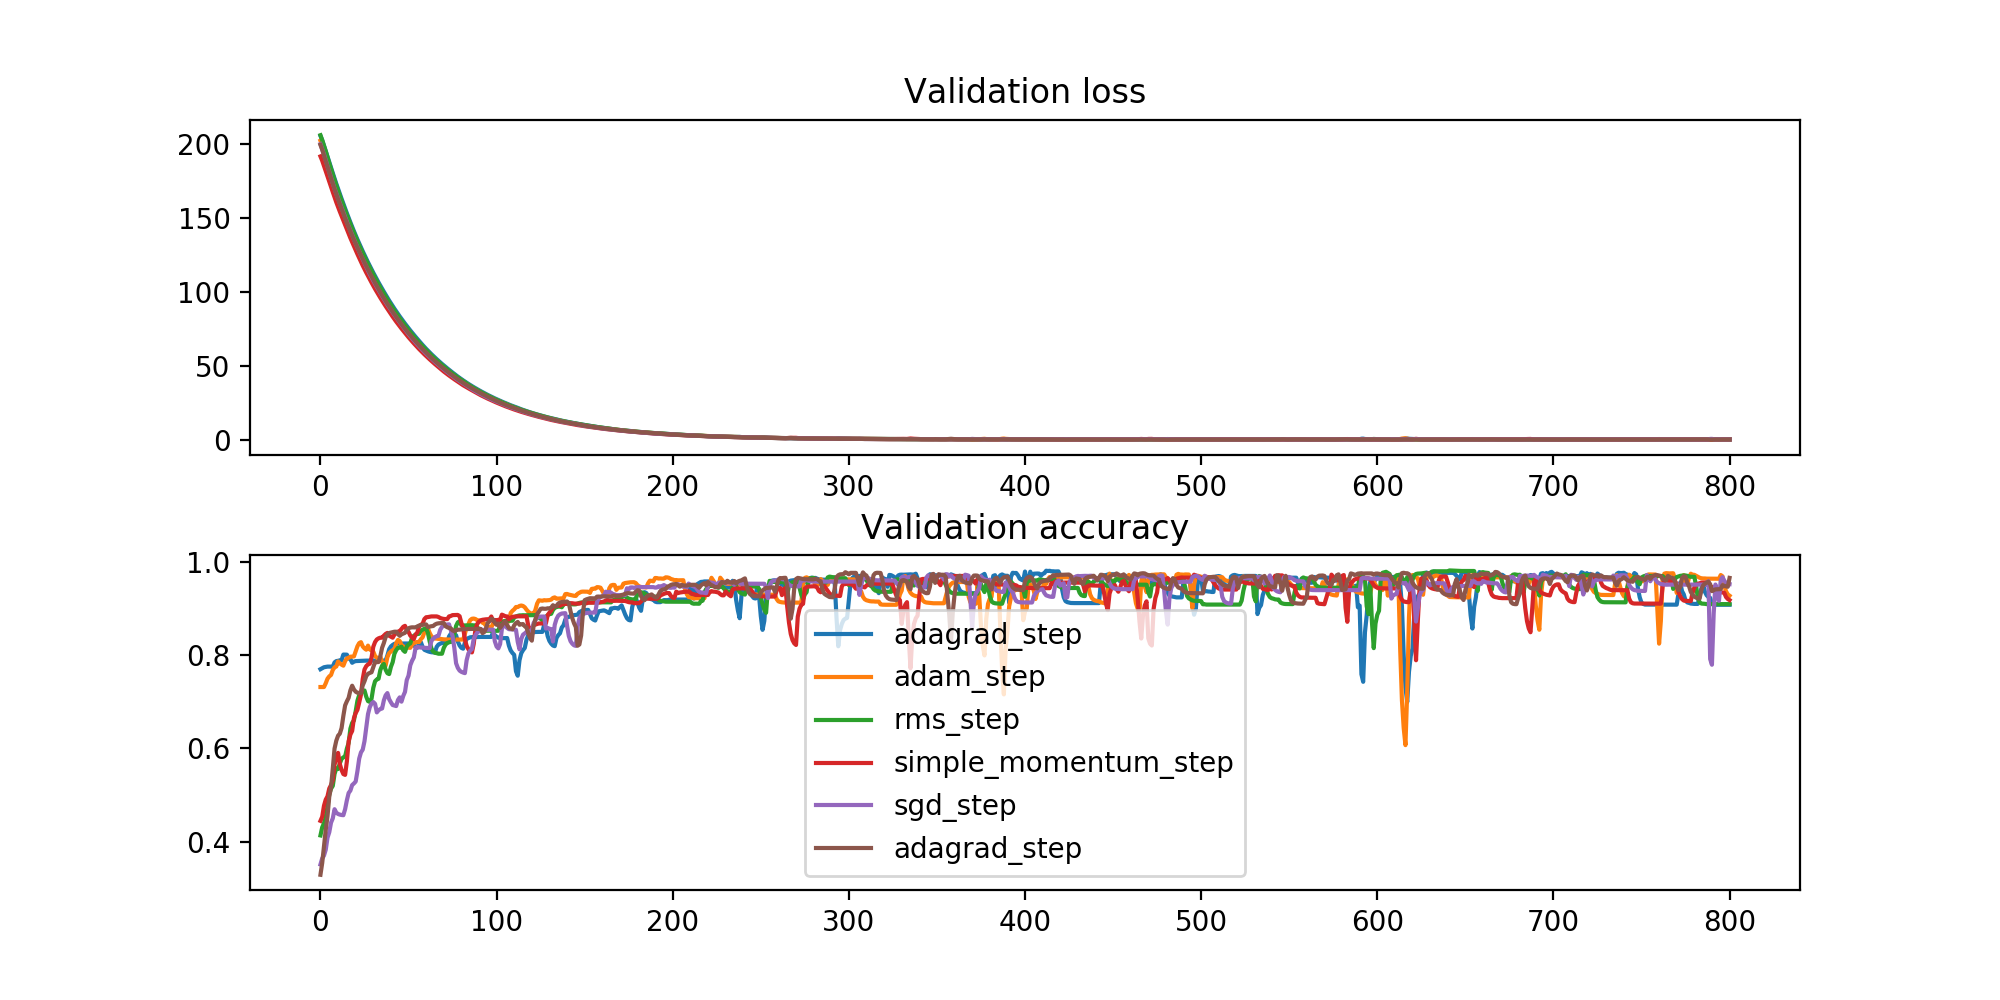 Validation loss
200
150
100
50
0
0 100 200 300 400 500 600 700 800
Validation accuracy
1.0
0.8
0.6
0.4
adagrad_step
adam_step
rms_step
simple_momentum_step
sgd_step
adagrad_step
0 100 200 300 400 500 600 700 800